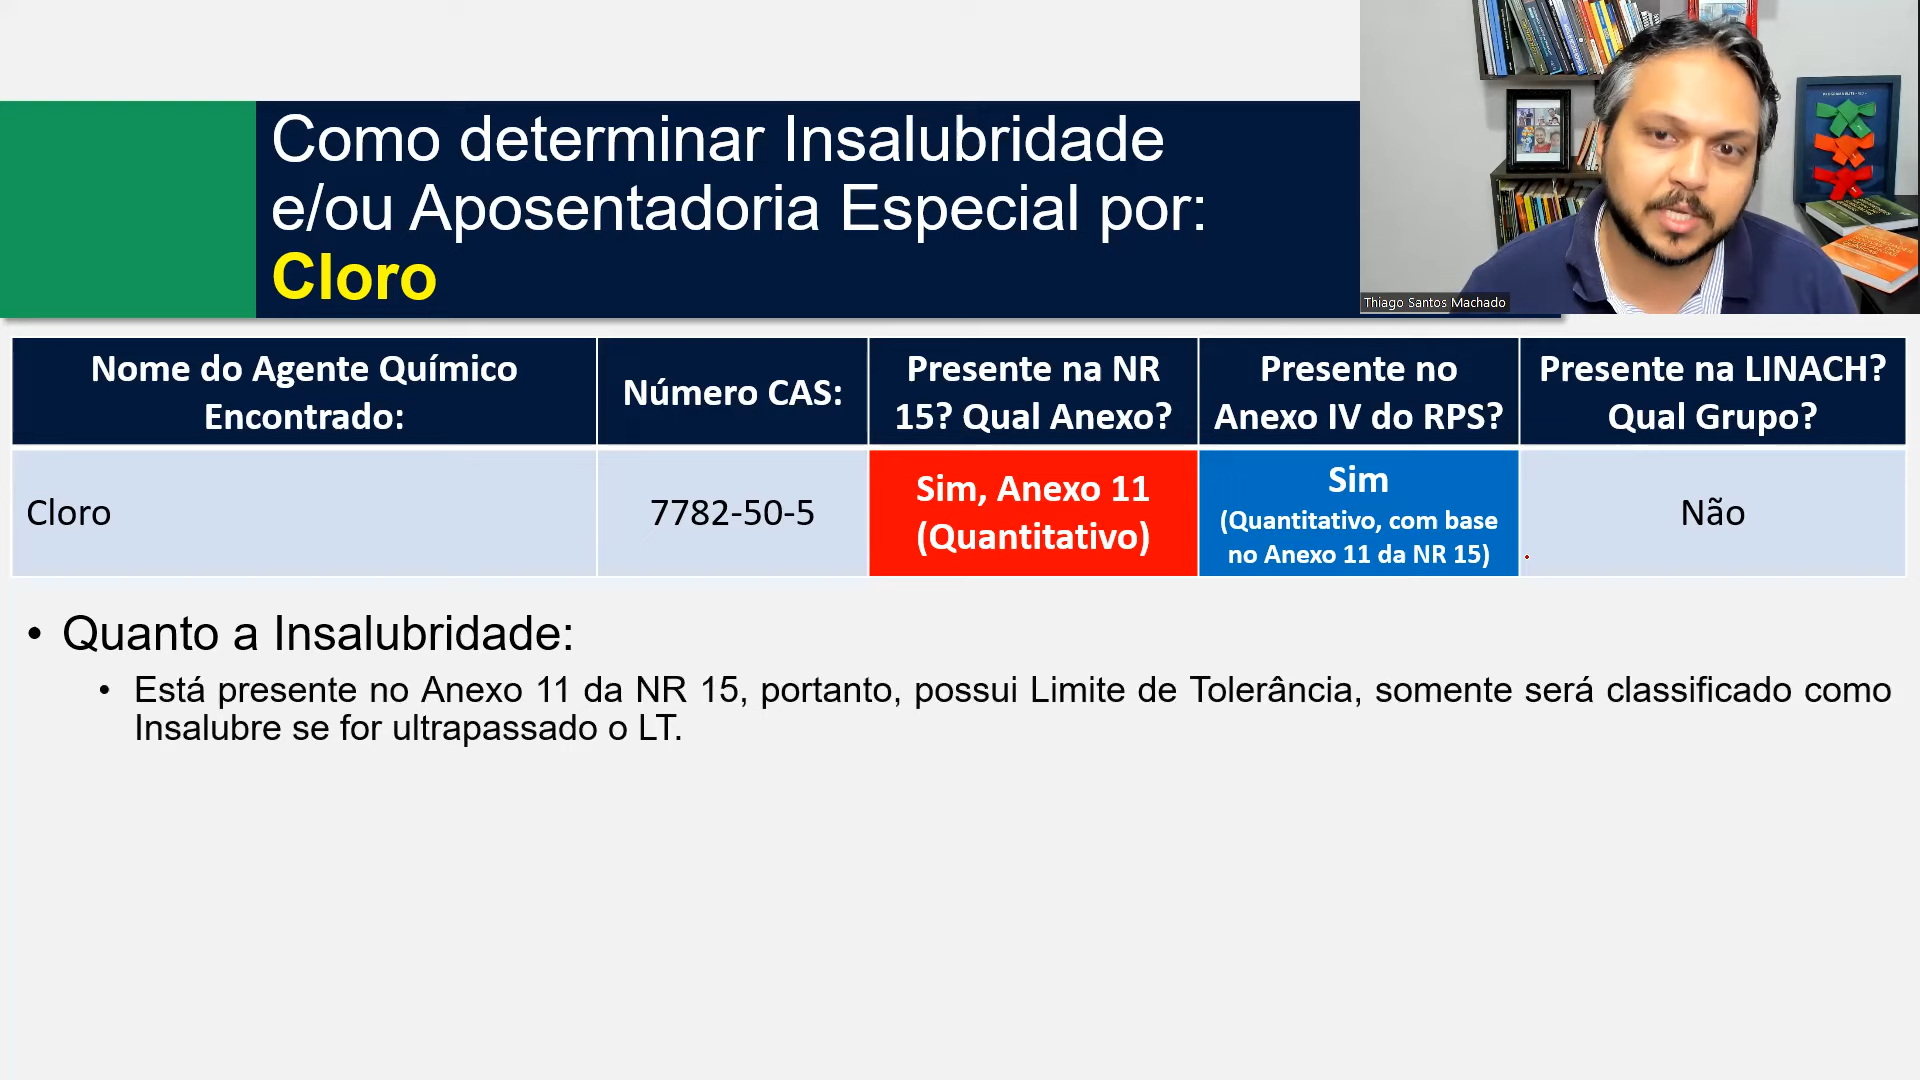 Como determinar Insalubridade
e/ou Aposentadoria Especial por:
Cloro
Thiago Santos Machado
Nome do Agente Químico
Encontrado:
Número CAS:
Presente na NR
15? Qual Anexo?
Presente no
Anexo IV do RPS?
Presente na LINACH?
Qual Grupo?
Cloro
7782-50-5
Sim, Anexo 11
(Quantitativo)
Sim
(Quantitativo, com base
no Anexo 11 da NR 15)
Não
• Quanto a Insalubridade:
• Está presente no Anexo 11 da NR 15, portanto, possui Limite de Tolerância, somente será classificado como
Insalubre se for ultrapassado o LT.